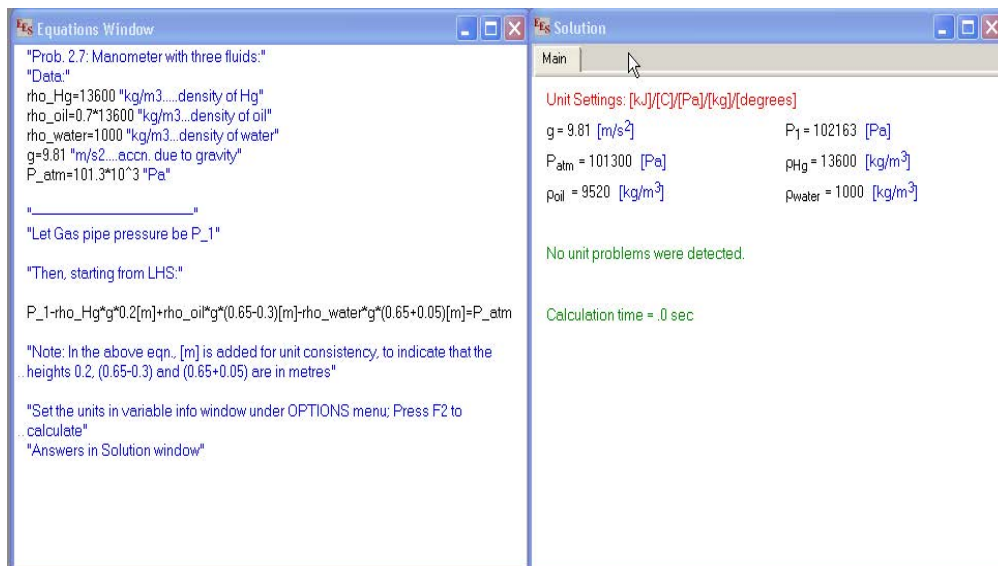 EES Equations Window
"Prob. 2.7: Manometer with three fluids:"
"Data:"
rho_Hg=13600 "kg/m3.....density of Hg"
rho_oil=0.7*13600 "kg/m3...density of oil"
rho_water=1000 "kg/m3...density of water"
g=9.81 "m/s2....accn. due to gravity"
P_atm=101.3*10^3 "Pa"
"___________________"
"Let Gas pipe pressure be P_1"
"Then, starting from LHS:"
P_1-rho_Hg*g*0.2[m]+rho_oil*g*(0.65-0.3)[m]-rho_water*g*(0.65+0.05)[m]=P_atm
"Note: In the above eqn., [m] is added for unit consistency, to indicate that the
..heights 0.2, (0.65-0.3) and (0.65+0.05) are in metres"
"Set the units in variable info window under OPTIONS menu; Press F2 to
..calculate"
"Answers in Solution window"
EES Solution
Main
Unit Settings: [kJ]/[C]/[Pa]/[kg]/[degrees]
g = 9.81 [m/s2] P1 = 102163 [Pa]
Patm = 101300 [Pa] ρHg = 13600 [kg/m3]
ρoil = 9520 [kg/m3] ρwater = 1000 [kg/m3]
No unit problems were detected.
Calculation time = .0 sec